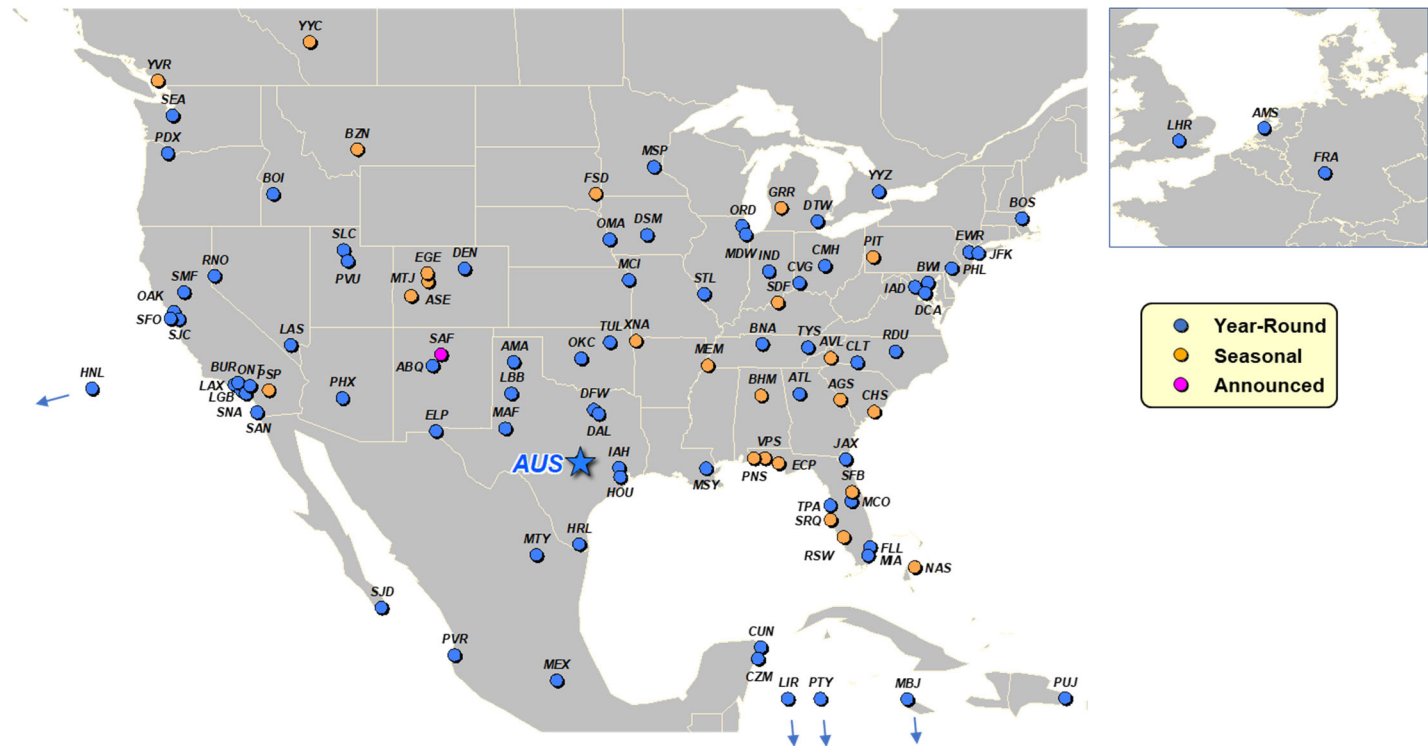 YYC
YVR
SEA
PDX
BZN
BOI
MSP
FSD
YYZ
GRR
DTW
BOS
ORD
OMA
DSM
MDW
SLC
PVU
RNO
SMF
EGE
DEN
MTJ
ASE
MCI
STL
IND
CVG
CMH
SDF
PIT
EWR
JFK
PHL
BWI
IAD
DCA
OAK
SFO
SJC
LAS
SAF
ABQ
AMA
LBB
TUL
XNA
OKC
MEM
BNA
TYS
AVL
CLT
RDU
HNL
BUR
ONT
PSP
LAX
LGB
SNA
SAN
PHX
ELP
MAF
DFW
DAL
BHM
ATL
AGS
CHS
AUS
IAH
HOU
MSY
VPS
PNS
ECP
JAX
SFB
MCO
TPA
SRQ
RSW
FLL
MIA
NAS
MTY
HRL
SJD
PVR
MEX
CUN
CZM
LIR
PTY
MBJ
PUJ
LHR
AMS
FRA
Year-Round
Seasonal
Announced